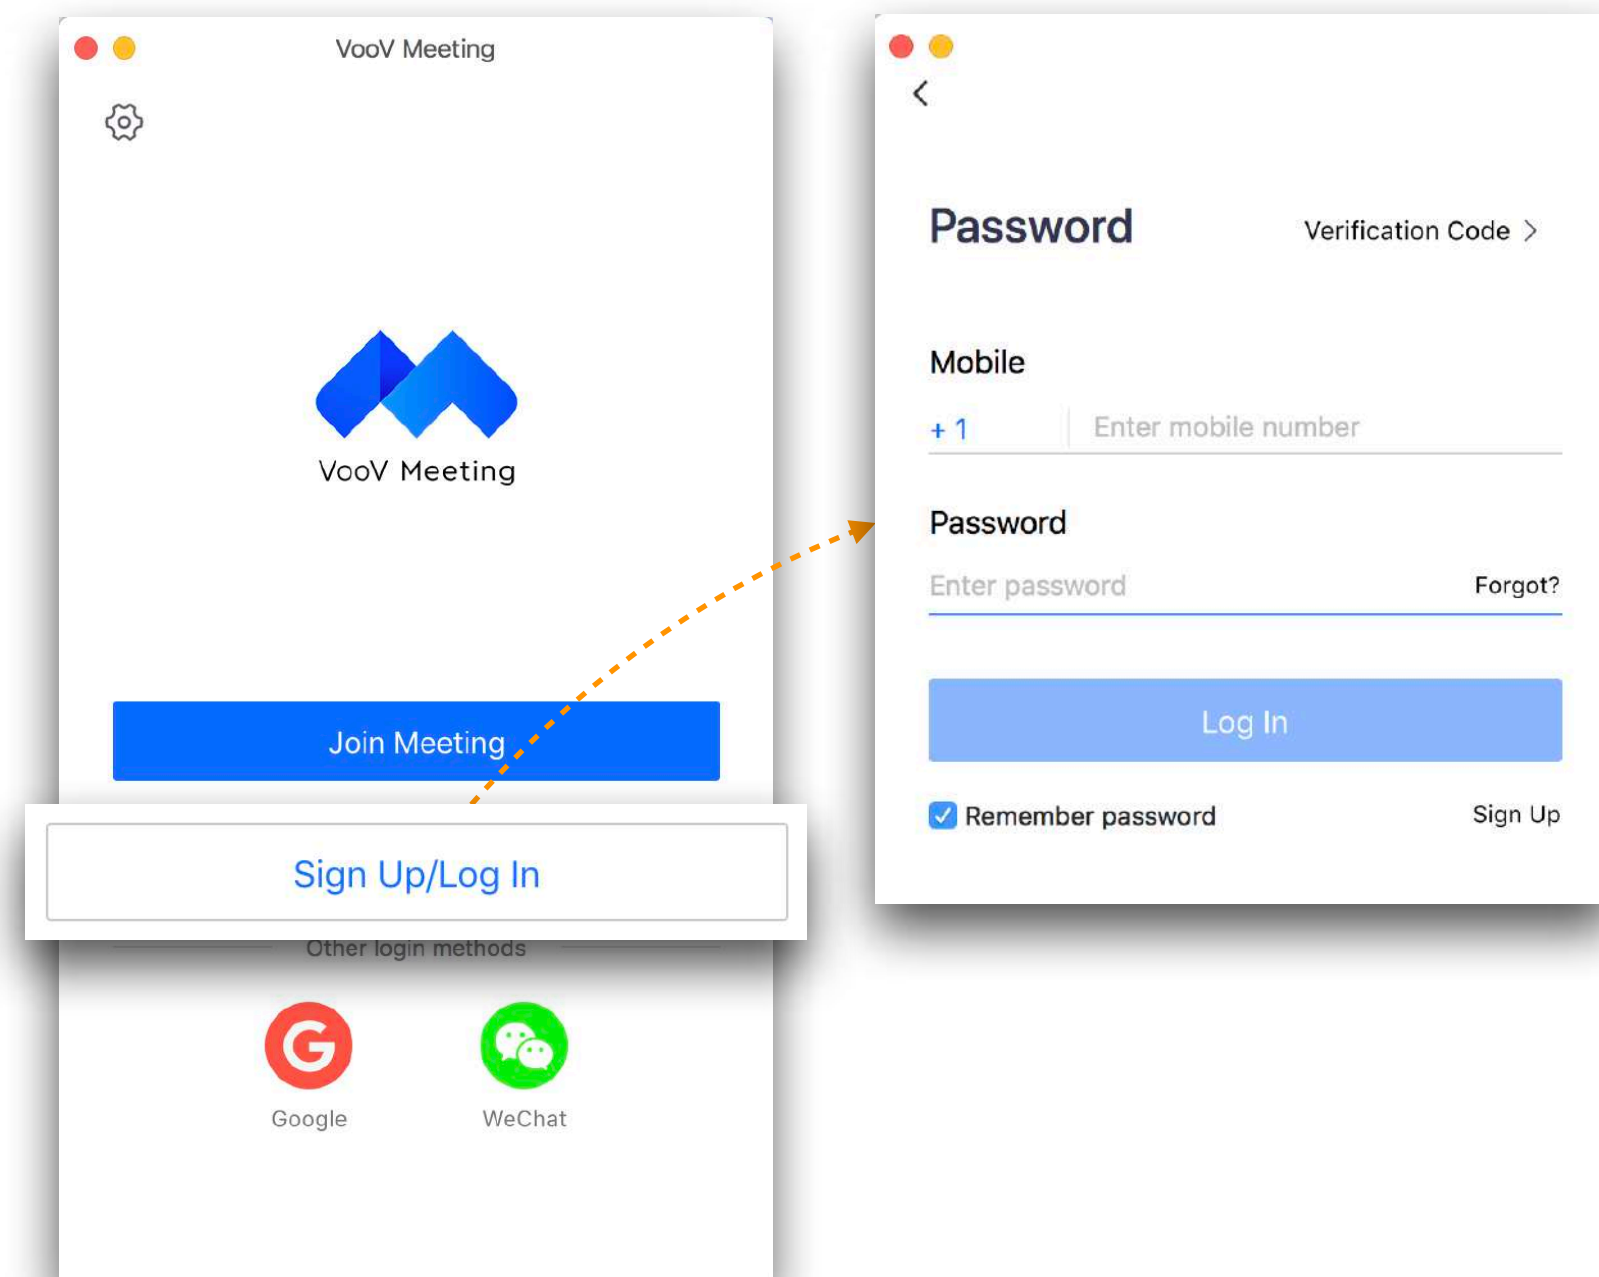 VooV Meeting
VooV Meeting
Join Meeting
Sign Up/Log In
Other login methods
Google
WeChat
Password
Verification Code >
Mobile
+ 1
Enter mobile number
Password
Enter password
Forgot?
Log In
Remember password
Sign Up